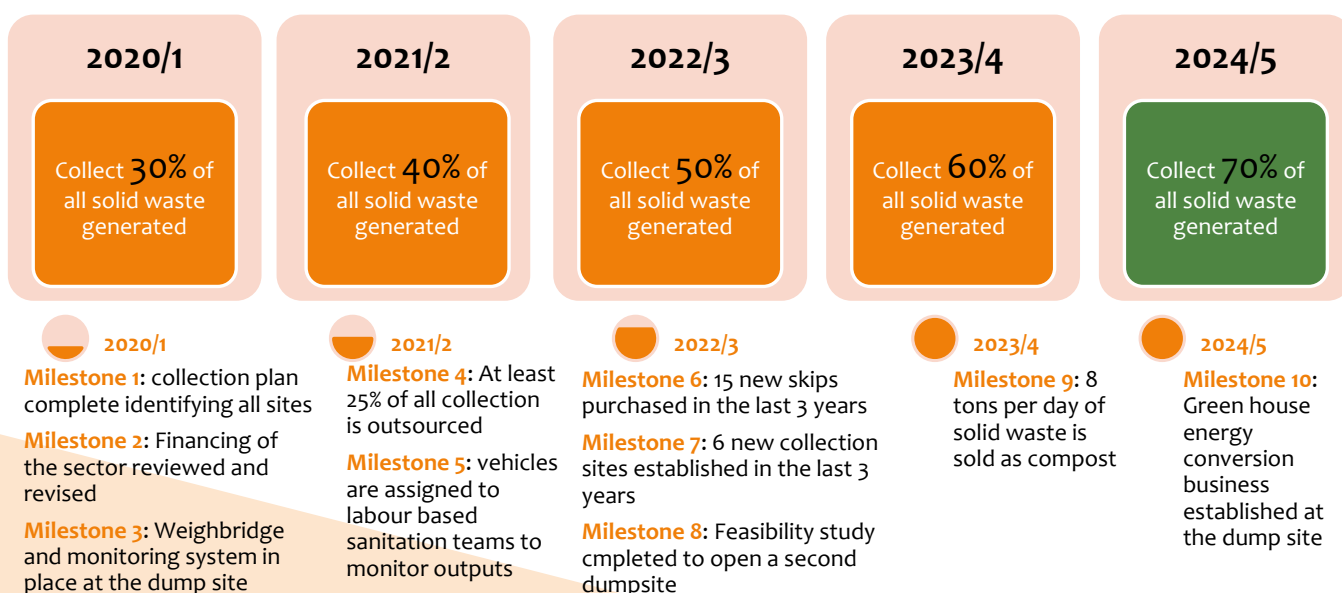 2020/1
Collect 30% of
all solid waste
generated
2021/2
Collect 40% of
all solid waste
generated
2022/3
Collect 50% of
all solid waste
generated
2023/4
Collect 60% of
all solid waste
generated
2024/5
Collect 70% of
all solid waste
generated
2020/1
Milestone 1: collection plan
complete identifying all sites
Milestone 2: Financing of
the sector reviewed and
revised
Milestone 3: Weighbridge
and monitoring system in
place at the dump site
2021/2
Milestone 4: At least
25% of all collection
is outsourced
Milestone 5: vehicles
are assigned to
labour based
sanitation teams to
monitor outputs
2022/3
Milestone 6: 15 new skips
purchased in the last 3 years
Milestone 7: 6 new collection
sites established in the last 3
years
Milestone 8: Feasibility study
cmpleted to open a second
dumpsite
2023/4
Milestone 9: 8
tons per day of
solid waste is
sold as compost
2024/5
Milestone 10:
Green house
energy
conversion
business
established at
the dump site